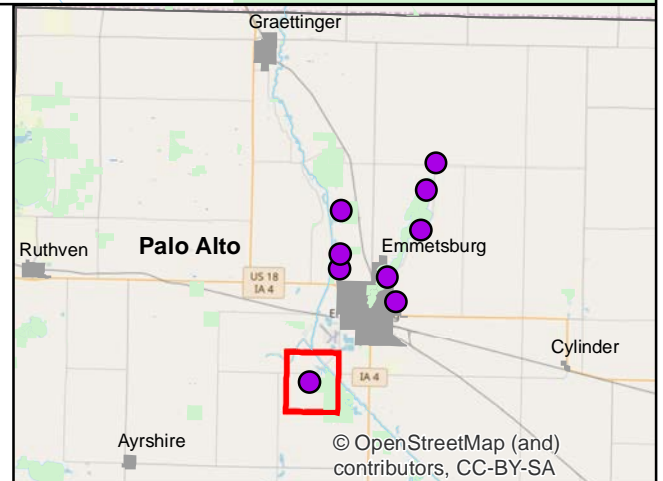 Graettinger
Ruthven
Palo Alto
Emmetsburg
US 18
IA 4
Cylinder
IA 4
Ayrshire
© OpenStreetMap (and)
contributors, CC-BY-SA